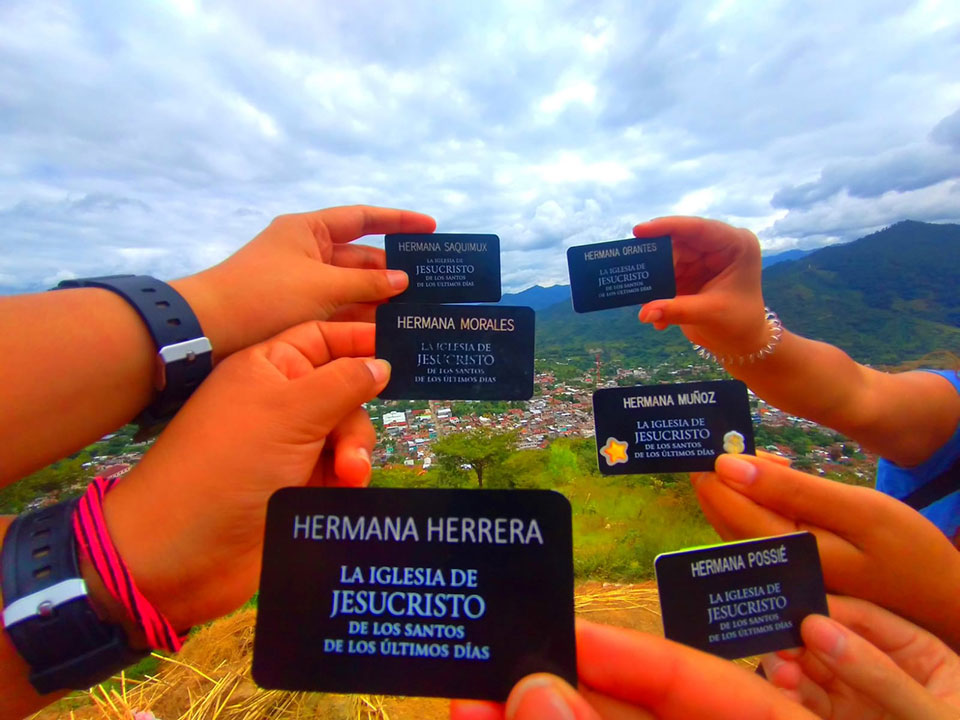 HERMANA SAQUIMUX
LA IGLESIA DE
JESUCRISTO
DE LOS SANTOS
DE LOS ÚLTIMOS DÍAS
HERMANA ORANTES
LA IGLESIA DE
JESUCRISTO
DE LOS SANTOS
DE LOS ÚLTIMOS DÍAS
HERMANA MORALES
LA IGLESIA DE
JESUCRISTO
DE LOS SANTOS
DE LOS ÚLTIMOS DÍAS
HERMANA MUÑOZ
LA IGLESIA DE
JESUCRISTO
DE LOS SANTOS
DE LOS ÚLTIMOS DÍAS
HERMANA HERRERA
LA IGLESIA DE
JESUCRISTO
DE LOS SANTOS
DE LOS ÚLTIMOS DÍAS
HERMANA POSSIÉ
LA IGLESIA DE
JESUCRISTO
DE LOS SANTOS
DE LOS ÚLTIMOS DÍAS